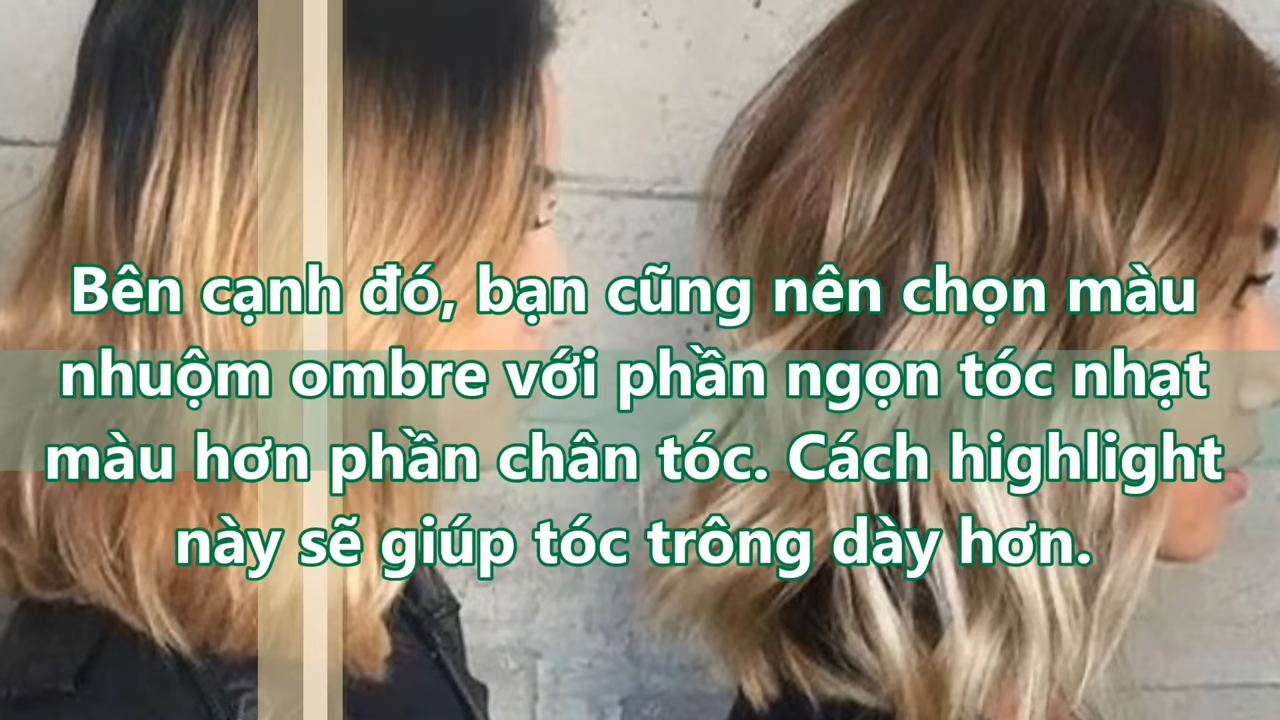 Bên cạnh đó, bạn cũng nên chọn màu
nhuộm ombre với phần ngọn tóc nhạt
màu hơn phần chân tóc. Cách highlight
này sẽ giúp tóc trông dày hơn.